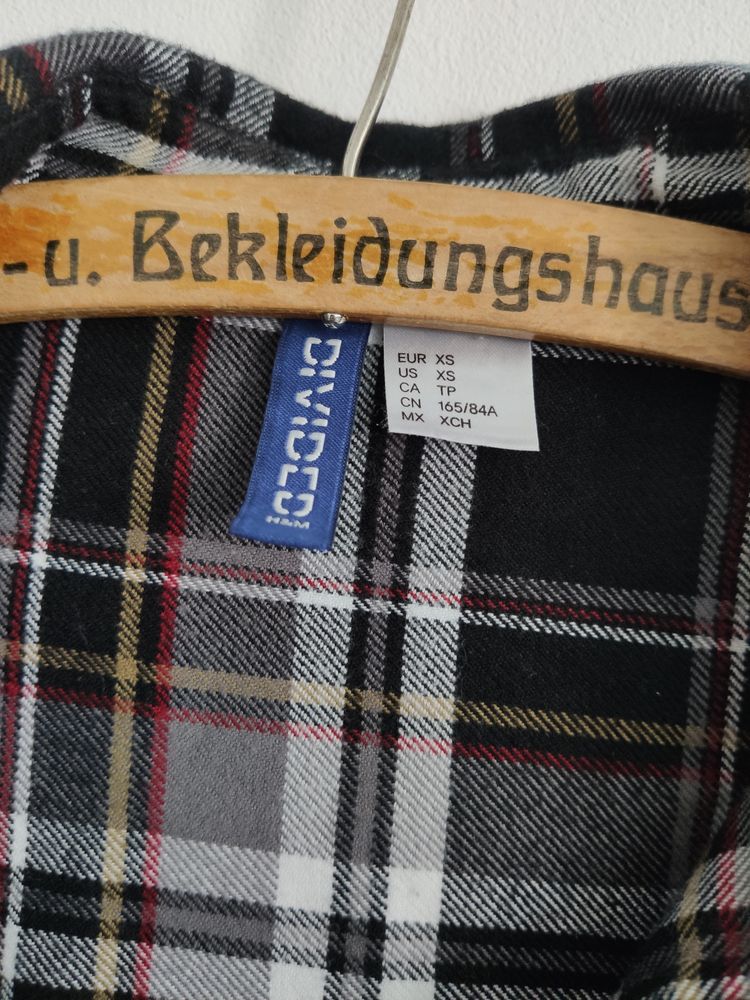 -u. Bekleidungshaus
DIVIDED
H&M
EUR XS
US XS
CA TP
CN 165/84A
MX XCH